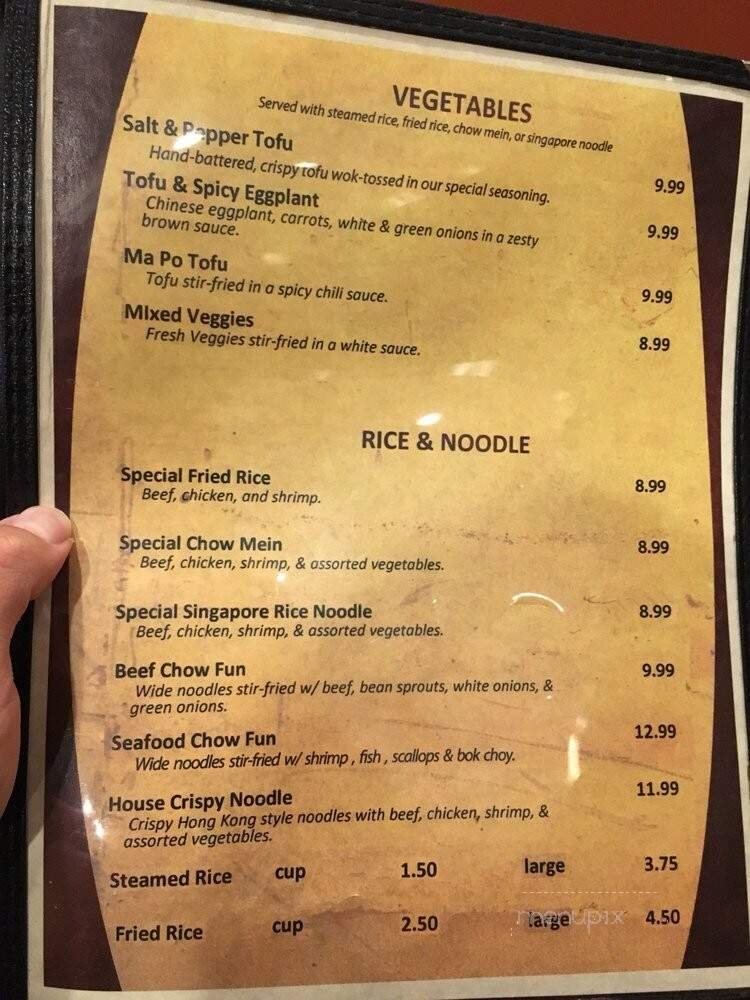 VEGETABLES
Served with steamed rice, fried rice, chow mein, or singapore noodle
Salt & Pepper Tofu
Hand-battered, crispy tofu wok-tossed in our special seasoning. 9.99
Tofu & Spicy Eggplant
Chinese eggplant, carrots, white & green onions in a zesty 9.99
brown sauce.
Ma Po Tofu
Tofu stir-fried in a spicy chili sauce. 9.99
MIxed Veggies
Fresh Veggies stir-fried in a white sauce. 8.99
RICE & NOODLE
Special Fried Rice 8.99
Beef, chicken, and shrimp.
Special Chow Mein 8.99
Beef, chicken, shrimp, & assorted vegetables.
Special Singapore Rice Noodle 8.99
Beef, chicken, shrimp, & assorted vegetables.
Beef Chow Fun 9.99
Wide noodles stir-fried w/ beef, bean sprouts, white onions, &
green onions.
Seafood Chow Fun 12.99
Wide noodles stir-fried w/ shrimp , fish , scallops & bok choy.
House Crispy Noodle 11.99
Crispy Hong Kong style noodles with beef, chicken, shrimp, &
assorted vegetables.
Steamed Rice cup 1.50 large 3.75
Fried Rice cup 2.50 large 4.50
menupix